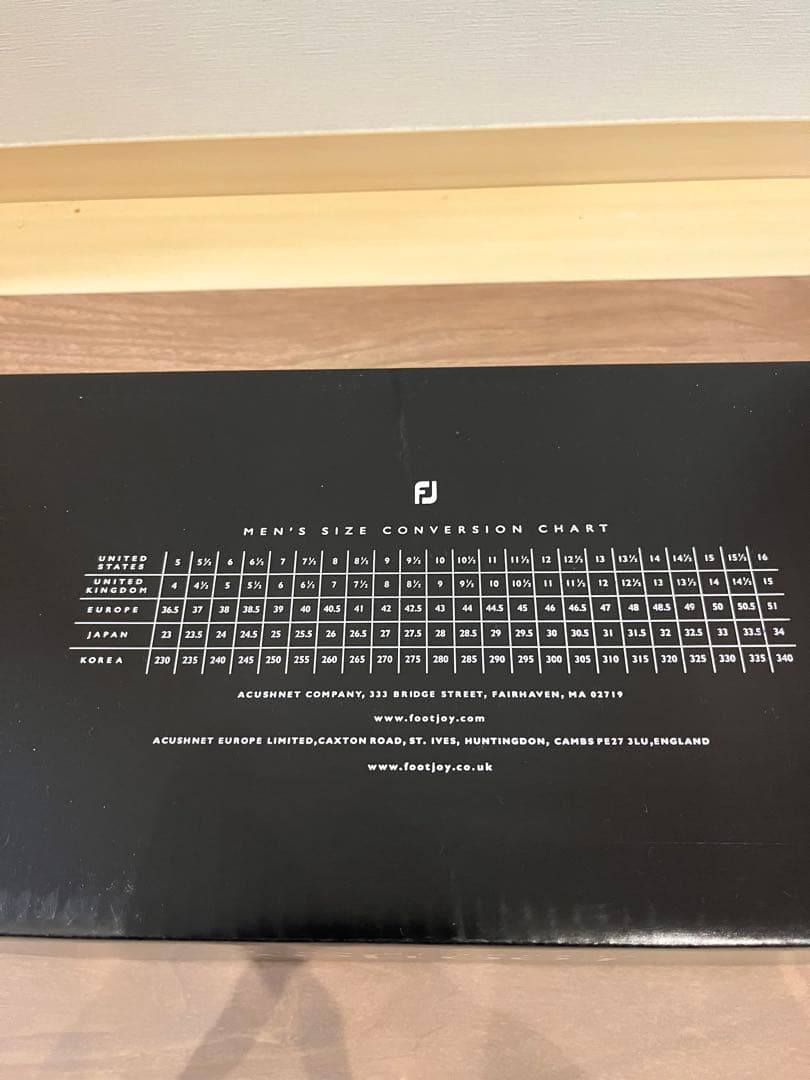 FJ
MEN'S SIZE CONVERSION CHART
UNITED STATES 5 5½ 6 6½ 7 7½ 8 8½ 9 9½ 10 10½ 11 11½ 12 12½ 13 13½ 14 14½ 15 15½ 16
UNITED KINGDOM 4 4½ 5 5½ 6 6½ 7 7½ 8 8½ 9 9½ 10 10½ 11 11½ 12 12½ 13 13½ 14 14½ 15
EUROPE 36.5 37 38 38.5 39 40 40.5 41 42 42.5 43 44 44.5 45 46 46.5 47 48 48.5 49 50 50.5 51
JAPAN 23 23.5 24 24.5 25 25.5 26 26.5 27 27.5 28 28.5 29 29.5 30 30.5 31 31.5 32 32.5 33 33.5 34
KOREA 230 235 240 245 250 255 260 265 270 275 280 285 290 295 300 305 310 315 320 325 330 335 340
ACUSHNET COMPANY, 333 BRIDGE STREET, FAIRHAVEN, MA 02719
www.footjoy.com
ACUSHNET EUROPE LIMITED,CAXTON ROAD, ST. IVES, HUNTINGDON, CAMBS PE27 3LU,ENGLAND
www.footjoy.co.uk